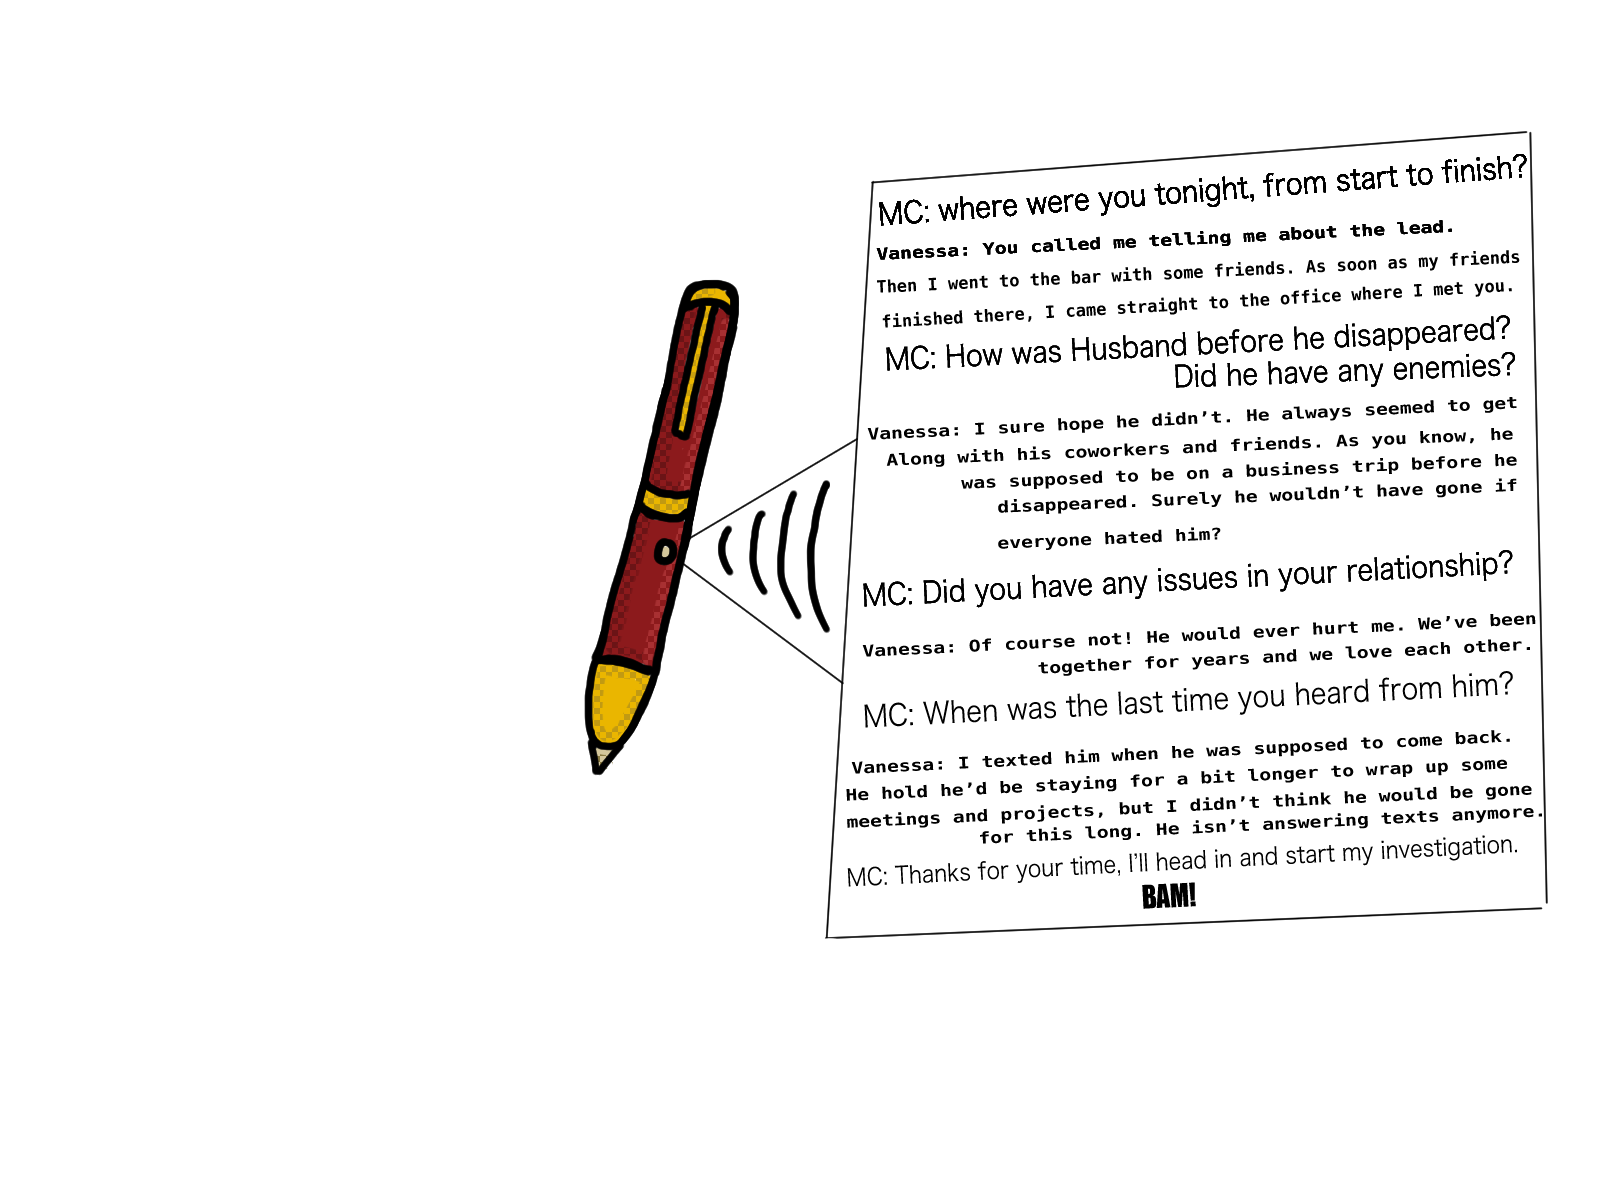 MC: where were you tonight, from start to finish?
Vanessa: You called me telling me about the lead.
Then I went to the bar with some friends. As soon as my friends
finished there, I came straight to the office where I met you.
MC: How was Husband before he disappeared?
Did he have any enemies?
Vanessa: I sure hope he didn’t. He always seemed to get
Along with his coworkers and friends. As you know, he
was supposed to be on a business trip before he
disappeared. Surely he wouldn’t have gone if
everyone hated him?
MC: Did you have any issues in your relationship?
Vanessa: Of course not! He would ever hurt me. We’ve been
together for years and we love each other.
MC: When was the last time you heard from him?
Vanessa: I texted him when he was supposed to come back.
He hold he’d be staying for a bit longer to wrap up some
meetings and projects, but I didn’t think he would be gone
for this long. He isn’t answering texts anymore.
MC: Thanks for your time, I’ll head in and start my investigation.
BAM!